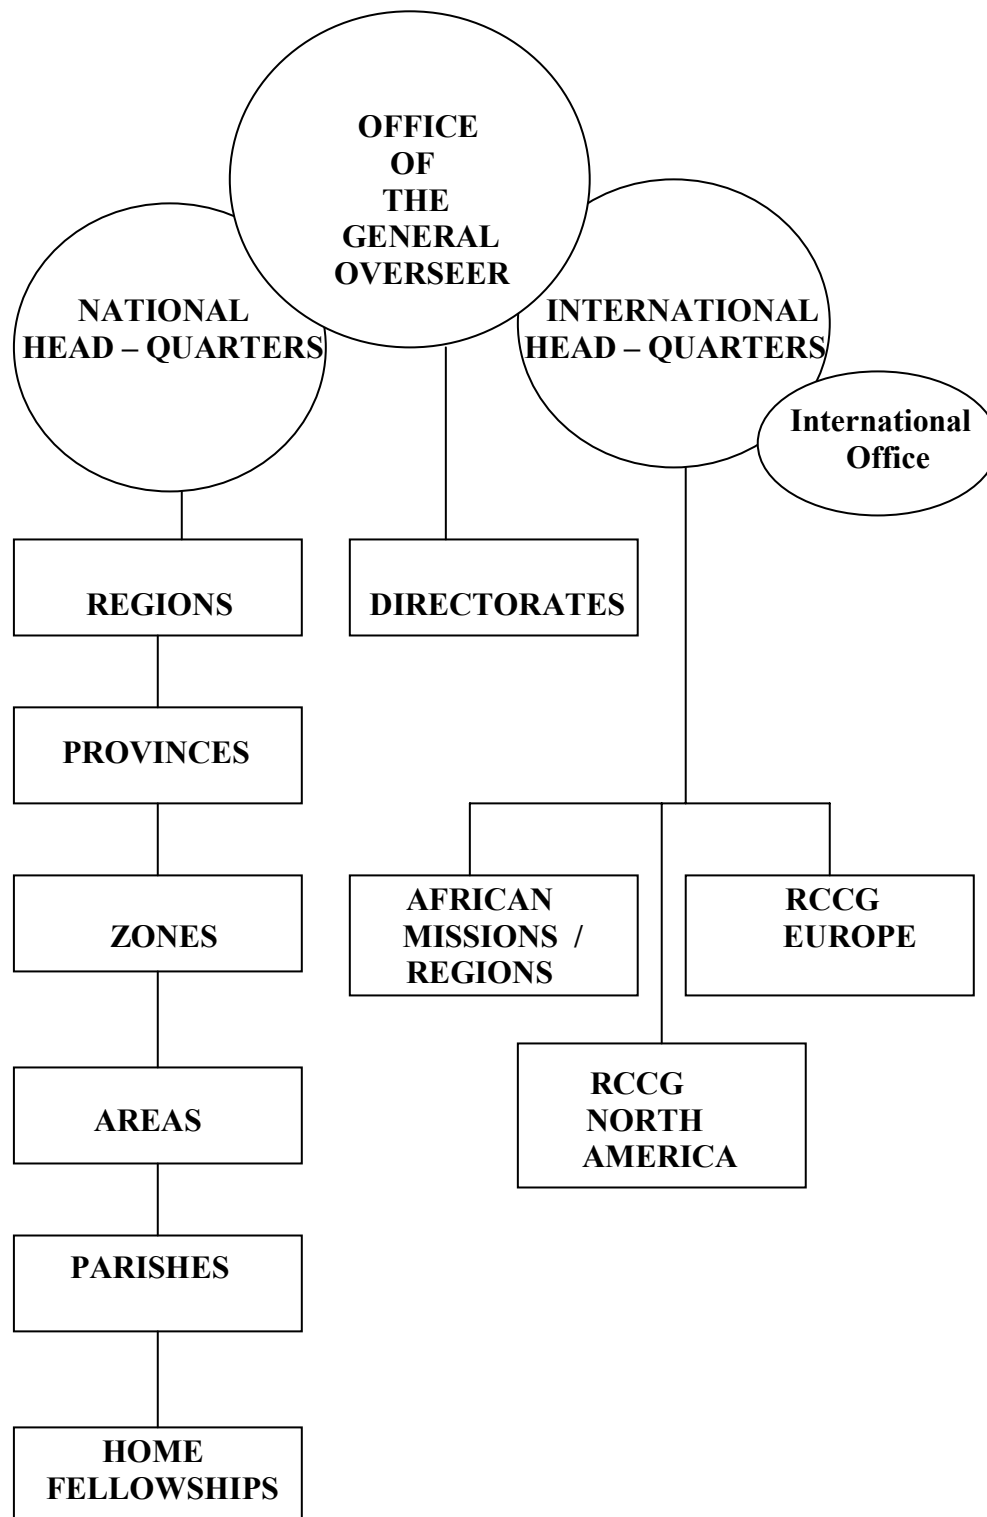 OFFICE
OF
THE
GENERAL
OVERSEER
NATIONAL
HEAD – QUARTERS
INTERNATIONAL
HEAD – QUARTERS
International
Office
REGIONS
DIRECTORATES
PROVINCES
ZONES
AFRICAN
MISSIONS /
REGIONS
RCCG
EUROPE
RCCG
NORTH
AMERICA
AREAS
PARISHES
HOME
FELLOWSHIPS